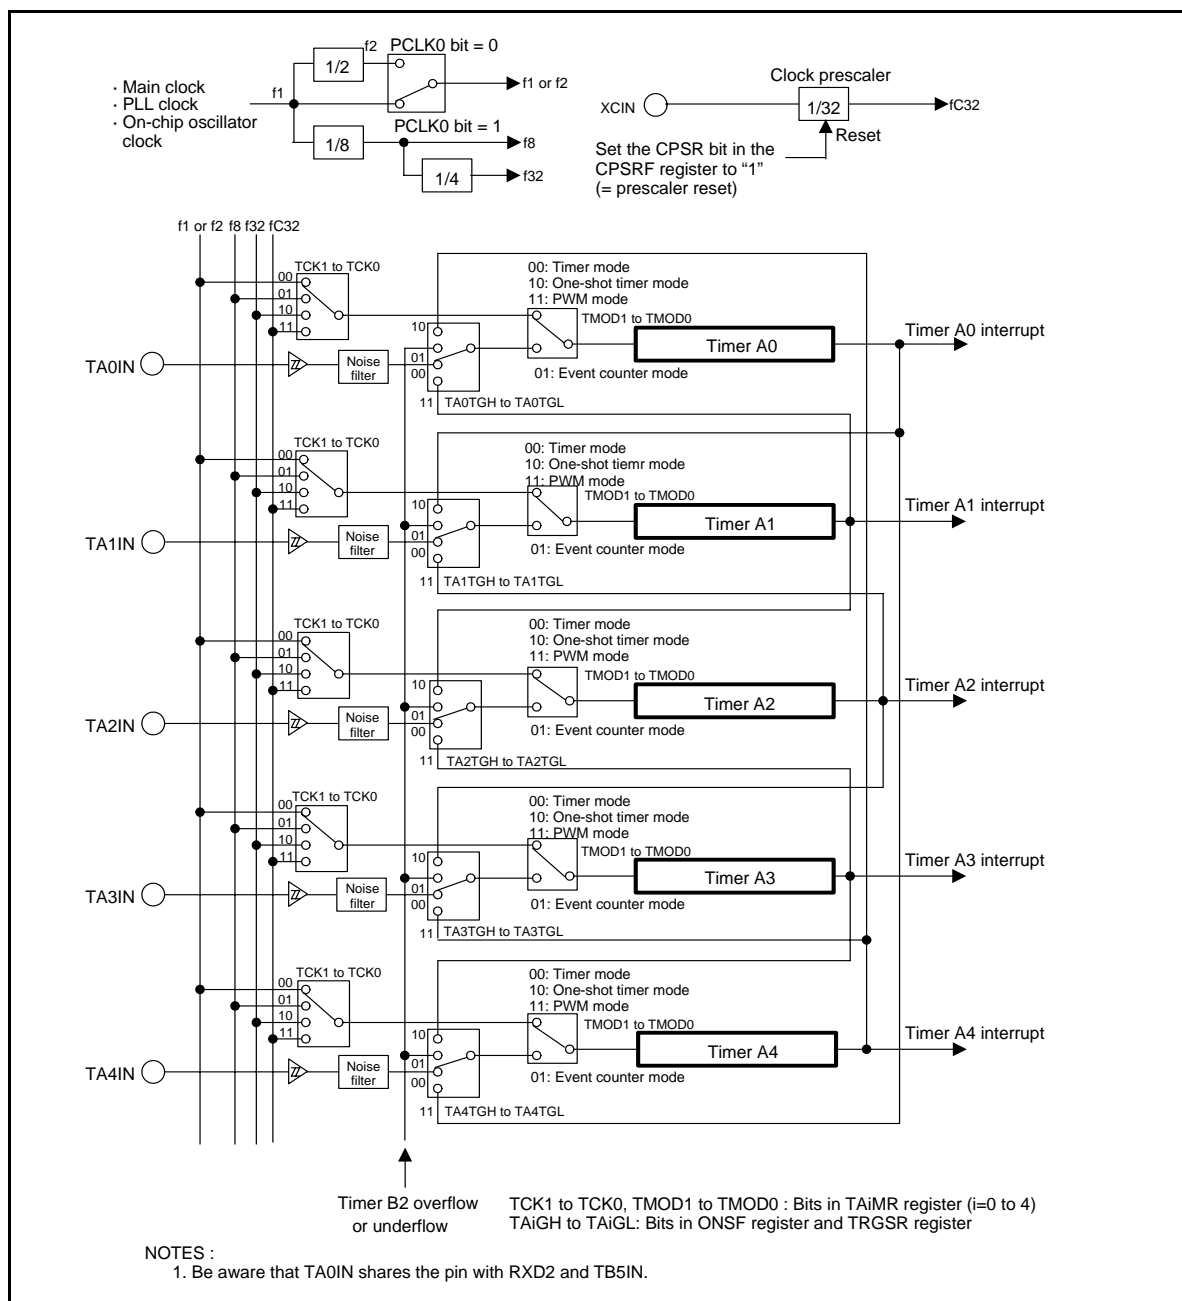 f2 PCLK0 bit = 0
1/2
f1 or f2
· Main clock
· PLL clock
· On-chip oscillator
clock
f1
PCLK0 bit = 1
1/8
f8
1/4
f32
Clock prescaler
XCIN
1/32
fC32
Reset
Set the CPSR bit in the
CPSRF register to “1”
(= prescaler reset)
f1 or f2 f8 f32 fC32
TCK1 to TCK0
00
01
10
11
00: Timer mode
10: One-shot timer mode
11: PWM mode
TMOD1 to TMOD0
10
Timer A0
Timer A0 interrupt
TA0IN
Noise
filter
01
00
01: Event counter mode
11 TA0TGH to TA0TGL
TCK1 to TCK0
00
01
10
11
00: Timer mode
10: One-shot tiemr mode
11: PWM mode
TMOD1 to TMOD0
10
Timer A1
Timer A1 interrupt
TA1IN
Noise
filter
01
00
01: Event counter mode
11 TA1TGH to TA1TGL
TCK1 to TCK0
00
01
10
11
00: Timer mode
10: One-shot timer mode
11: PWM mode
TMOD1 to TMOD0
10
Timer A2
Timer A2 interrupt
TA2IN
Noise
filter
01
00
01: Event counter mode
11 TA2TGH to TA2TGL
TCK1 to TCK0
00
01
10
11
00: Timer mode
10: One-shot timer mode
11: PWM mode
TMOD1 to TMOD0
10
Timer A3
Timer A3 interrupt
TA3IN
Noise
filter
01
00
01: Event counter mode
11 TA3TGH to TA3TGL
TCK1 to TCK0
00
01
10
11
00: Timer mode
10: One-shot timer mode
11: PWM mode
TMOD1 to TMOD0
10
Timer A4
Timer A4 interrupt
TA4IN
Noise
filter
01
00
01: Event counter mode
11 TA4TGH to TA4TGL
Timer B2 overflow
or underflow
TCK1 to TCK0, TMOD1 to TMOD0 : Bits in TAiMR register (i=0 to 4)
TAiGH to TAiGL: Bits in ONSF register and TRGSR register
NOTES :
1. Be aware that TA0IN shares the pin with RXD2 and TB5IN.